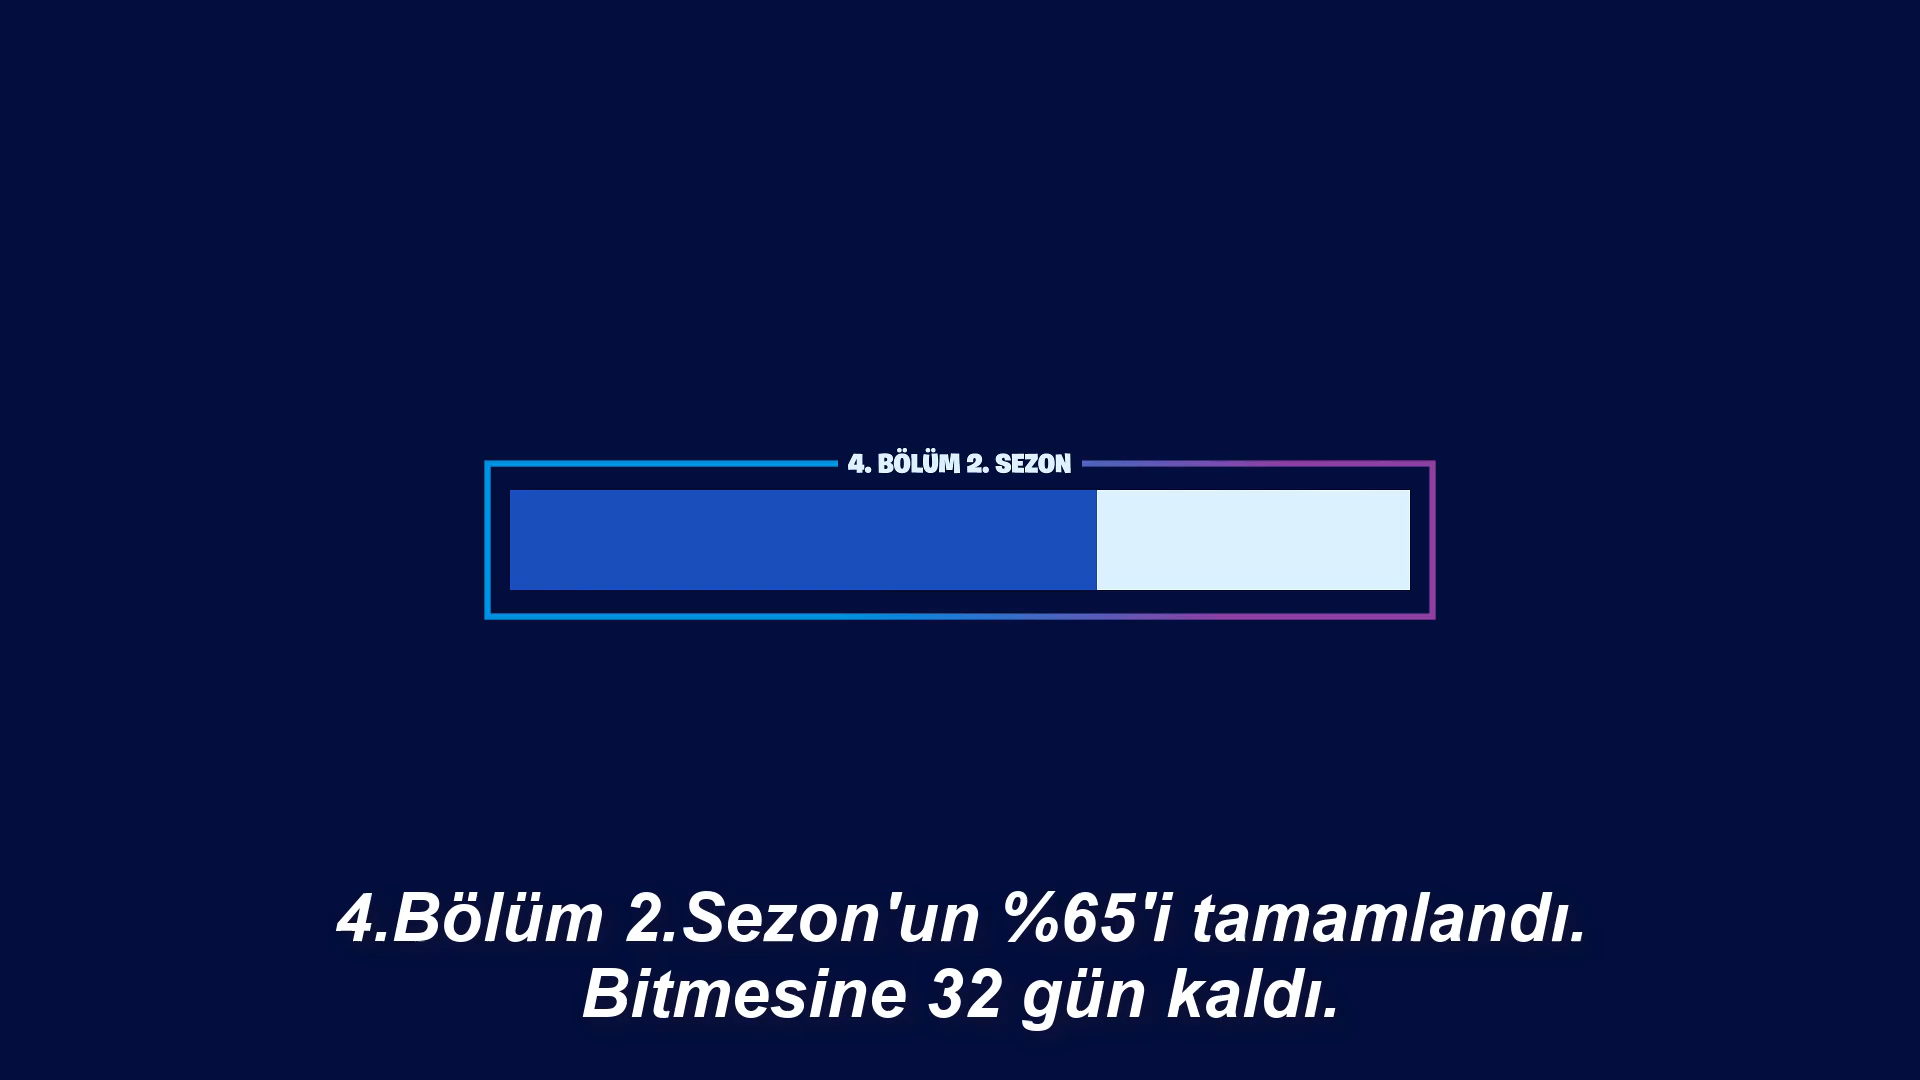 4. BÖLÜM 2. SEZON
4.Bölüm 2.Sezon'un %65'i tamamlandı.
Bitmesine 32 gün kaldı.